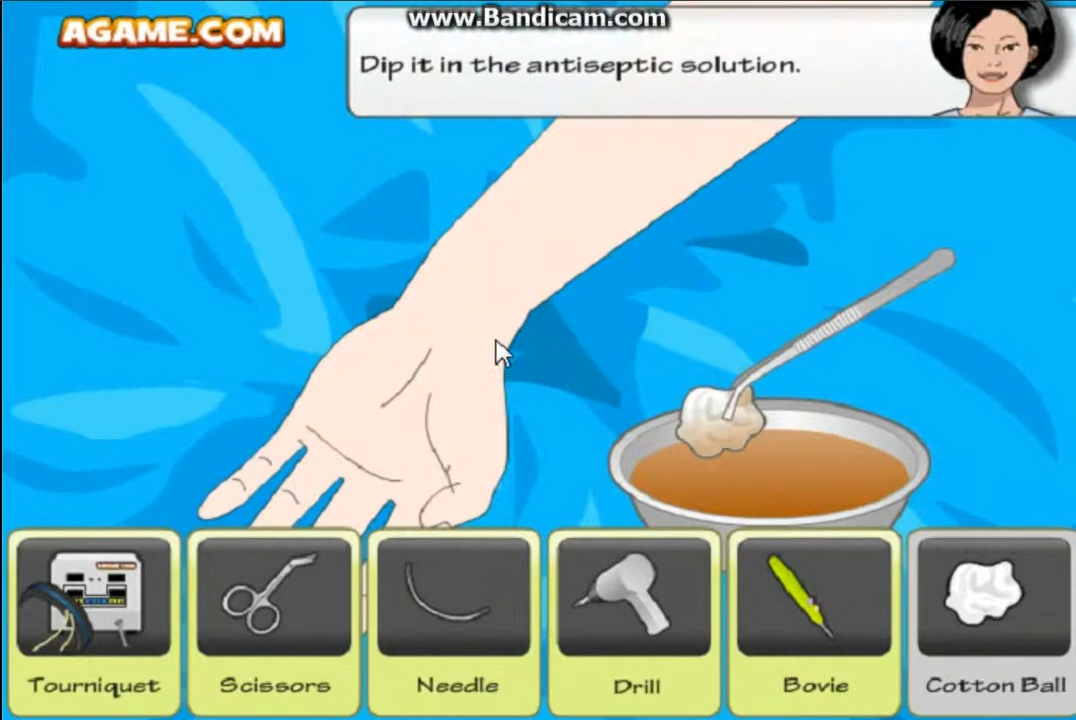 www.Bandicam.com
AGAME.COM
Dip it in the antiseptic solution.
Tourniquet
Scissors
Needle
Drill
Bovie
Cotton Ball